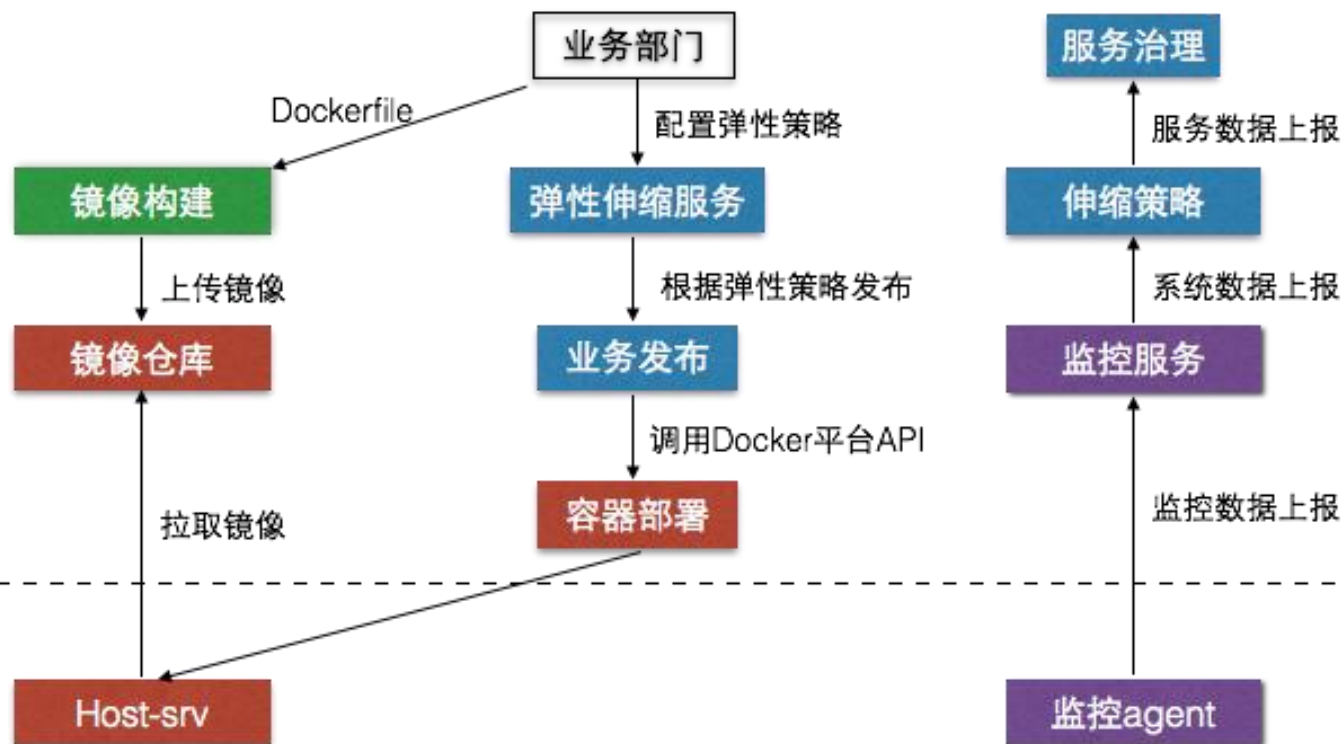 业务部门
服务治理
Dockerfile
配置弹性策略
服务数据上报
镜像构建
弹性伸缩服务
伸缩策略
上传镜像
根据弹性策略发布
系统数据上报
镜像仓库
业务发布
监控服务
调用Docker平台API
容器部署
拉取镜像
监控数据上报
Host-srv
监控agent